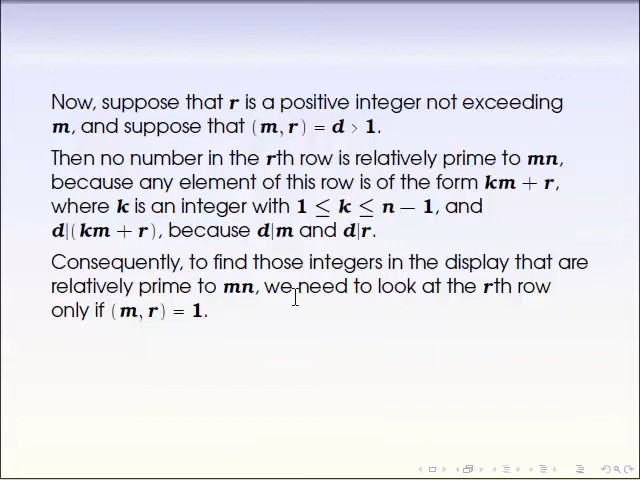 Now, suppose that r is a positive integer not exceeding
m, and suppose that (m, r) = d > 1.
Then no number in the rth row is relatively prime to mn,
because any element of this row is of the form km + r,
where k is an integer with 1 ≤ k ≤ n − 1, and
d|(km + r), because d|m and d|r.
Consequently, to find those integers in the display that are
relatively prime to mn, we need to look at the rth row
only if (m, r) = 1.